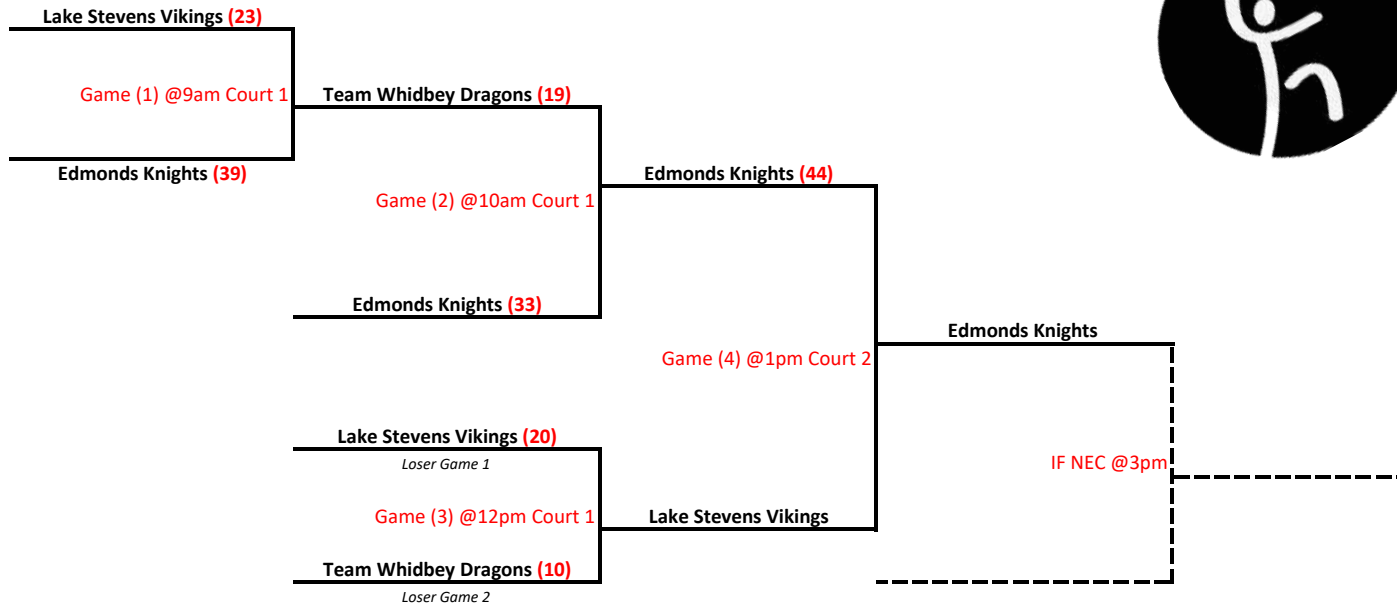 Lake Stevens Vikings (23)
Game (1) @9am Court 1
Team Whidbey Dragons (19)
Edmonds Knights (39)
Edmonds Knights (44)
Game (2) @10am Court 1
Edmonds Knights (33)
Edmonds Knights
Game (4) @1pm Court 2
Lake Stevens Vikings (20)
Loser Game 1
IF NEC @3pm
Game (3) @12pm Court 1
Lake Stevens Vikings
Team Whidbey Dragons (10)
Loser Game 2